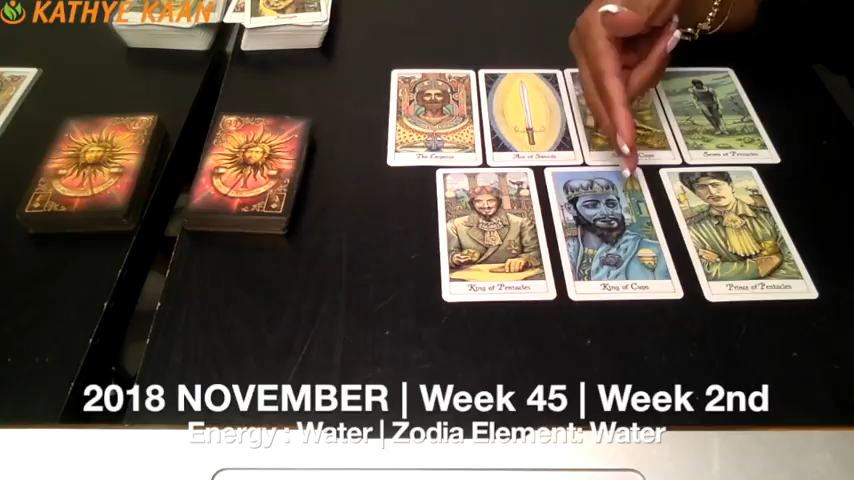 KATHYE KAAN
The Emperor
Ace of Swords
Cups
Seven of Pentacles
King of Pentacles
King of Cups
Prince of Pentacles
2018 NOVEMBER | Week 45 | Week 2nd
Energy : Water | Zodia Element: Water